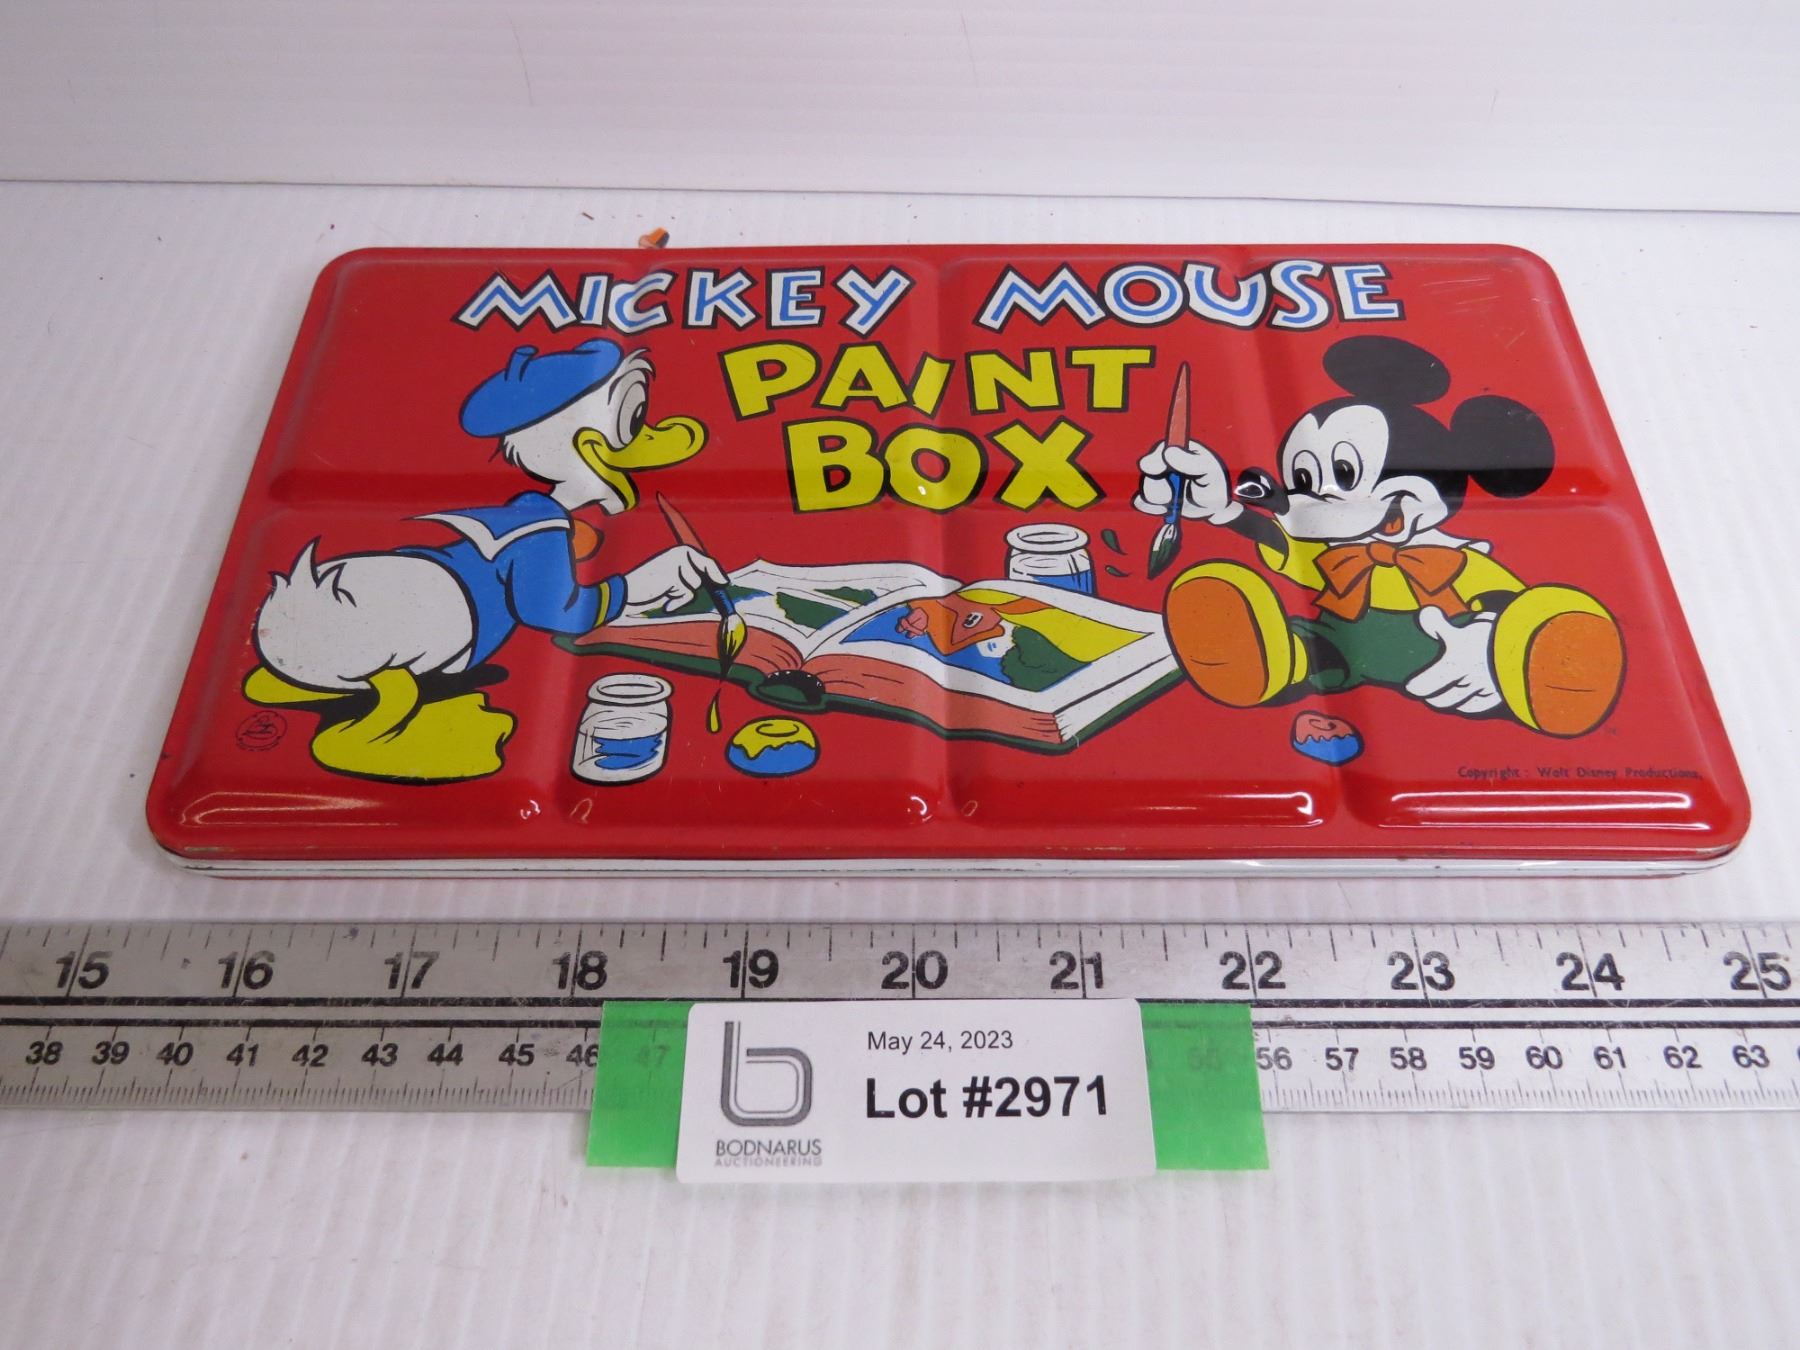 MICKEY MOUSE
PAINT
BOX
Copyright : Walt Disney Productions.
15 16 17 18 19 20 21 22 23 24 25
38 39 40 41 42 43 44 45 46 47 55 56 57 58 59 60 61 62 63
May 24, 2023
Lot #2971
BODNARUS
AUCTIONEERING